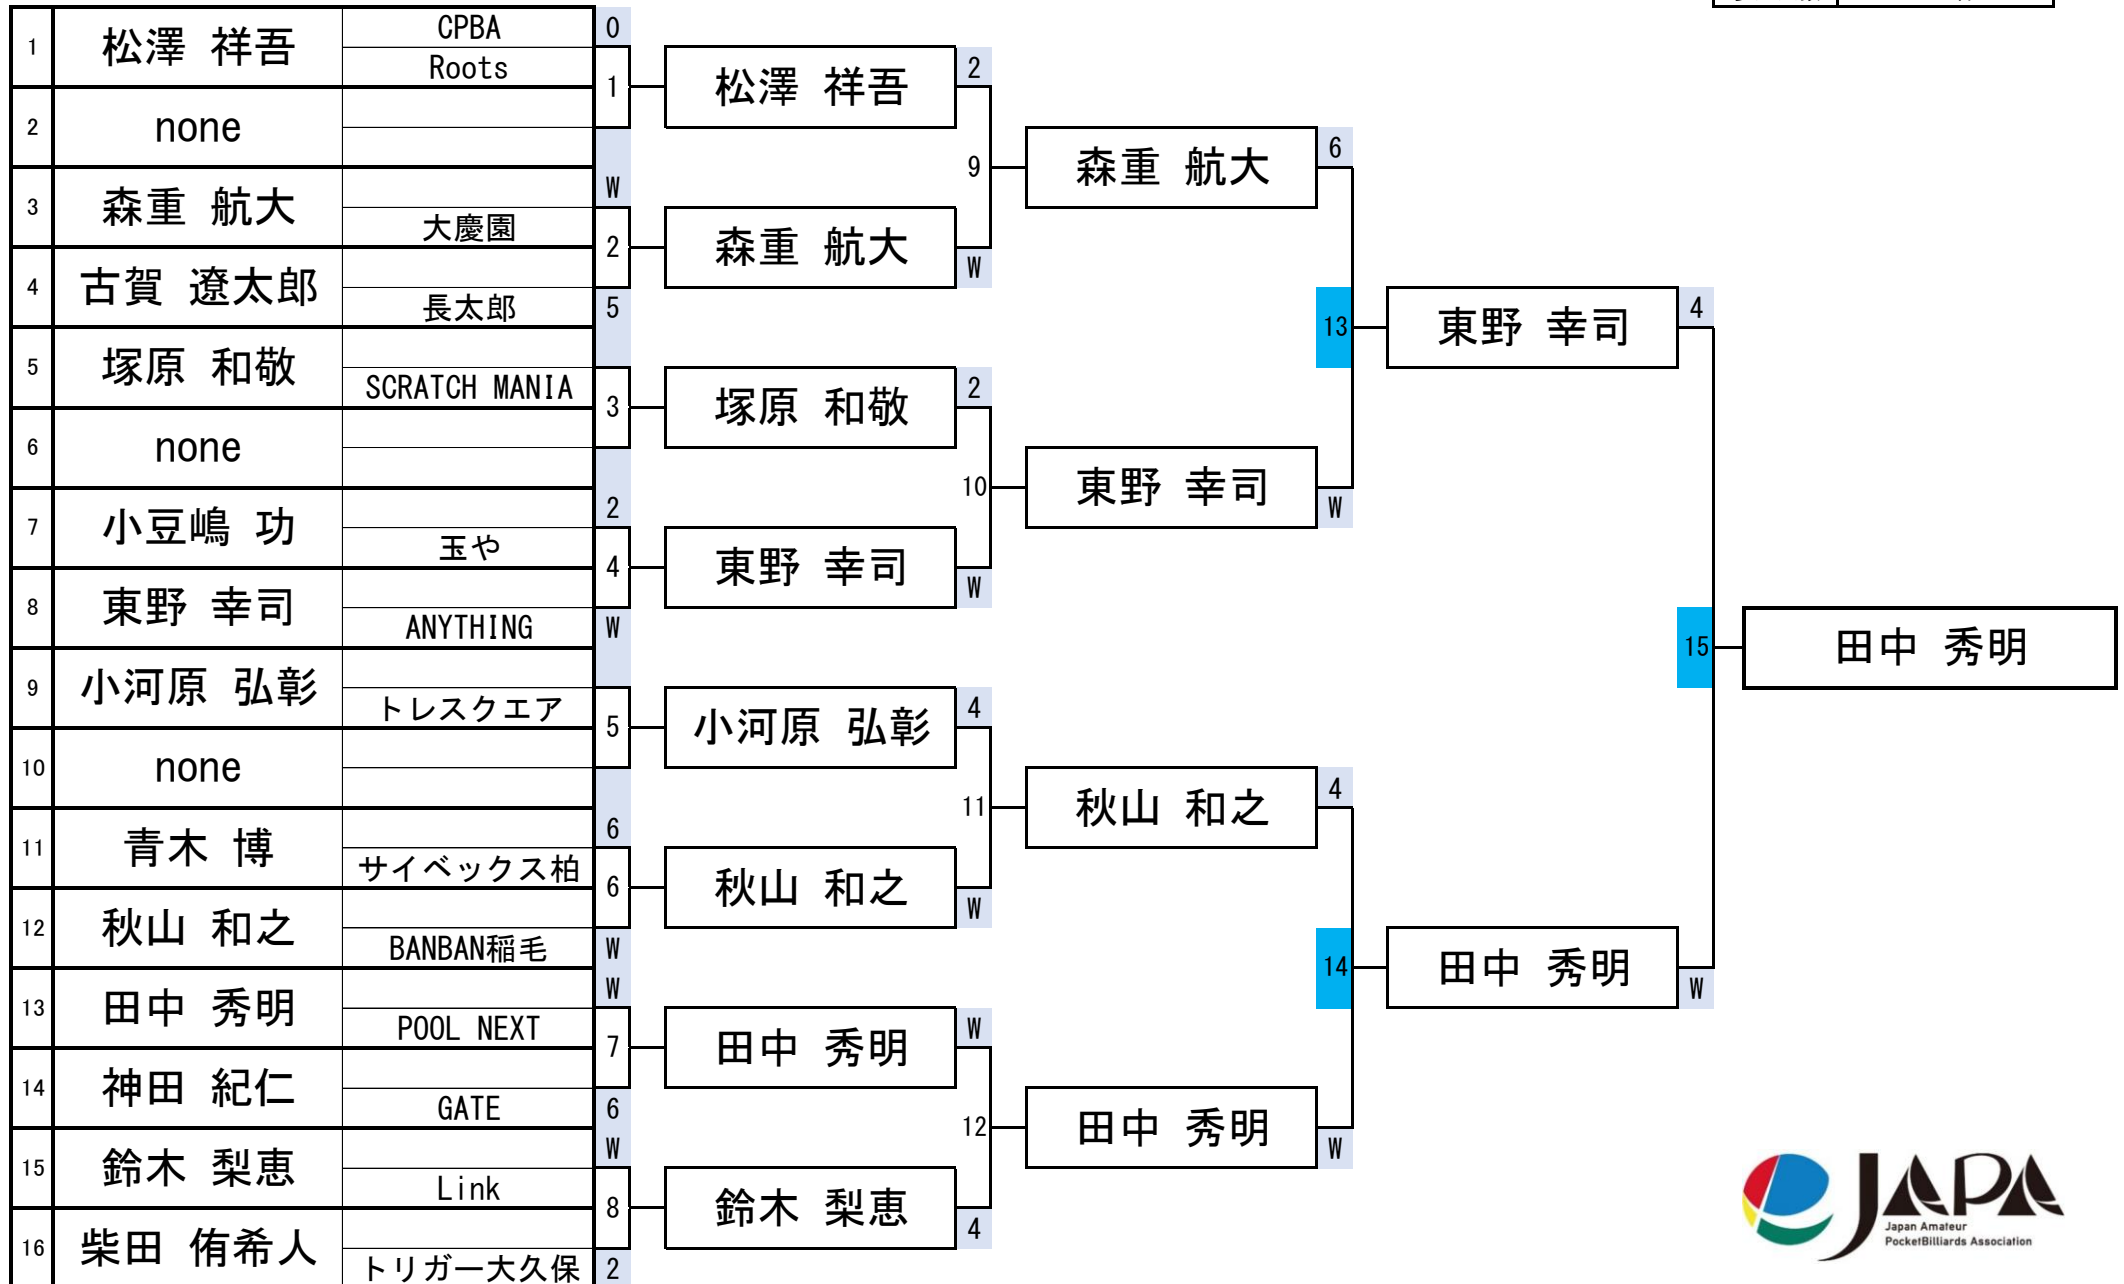 1 松澤 祥吾 CPBA 0
Roots
1 松澤 祥吾 2
2 none
9 森重 航大 6
3 森重 航大 W
大慶園
2 森重 航大 W
4 古賀 遼太郎
長太郎 5
13 東野 幸司 4
5 塚原 和敬
SCRATCH MANIA
3 塚原 和敬 2
6 none
10 東野 幸司 W
7 小豆嶋 功 2
玉や
4 東野 幸司 W
8 東野 幸司
ANYTHING W
15 田中 秀明
9 小河原 弘彰
トレスクエア
5 小河原 弘彰 4
10 none
11 秋山 和之 4
11 青木 博 6
サイベックス柏
6 秋山 和之 W
12 秋山 和之
BANBAN稲毛 W
14 田中 秀明 W
13 田中 秀明 W
POOL NEXT
7 田中 秀明 W
14 神田 紀仁
GATE 6
12 田中 秀明 W
15 鈴木 梨恵 W
Link
8 鈴木 梨恵 4
16 柴田 侑希人
トリガー大久保 2
JAPA
Japan Amateur
PocketBilliards Association